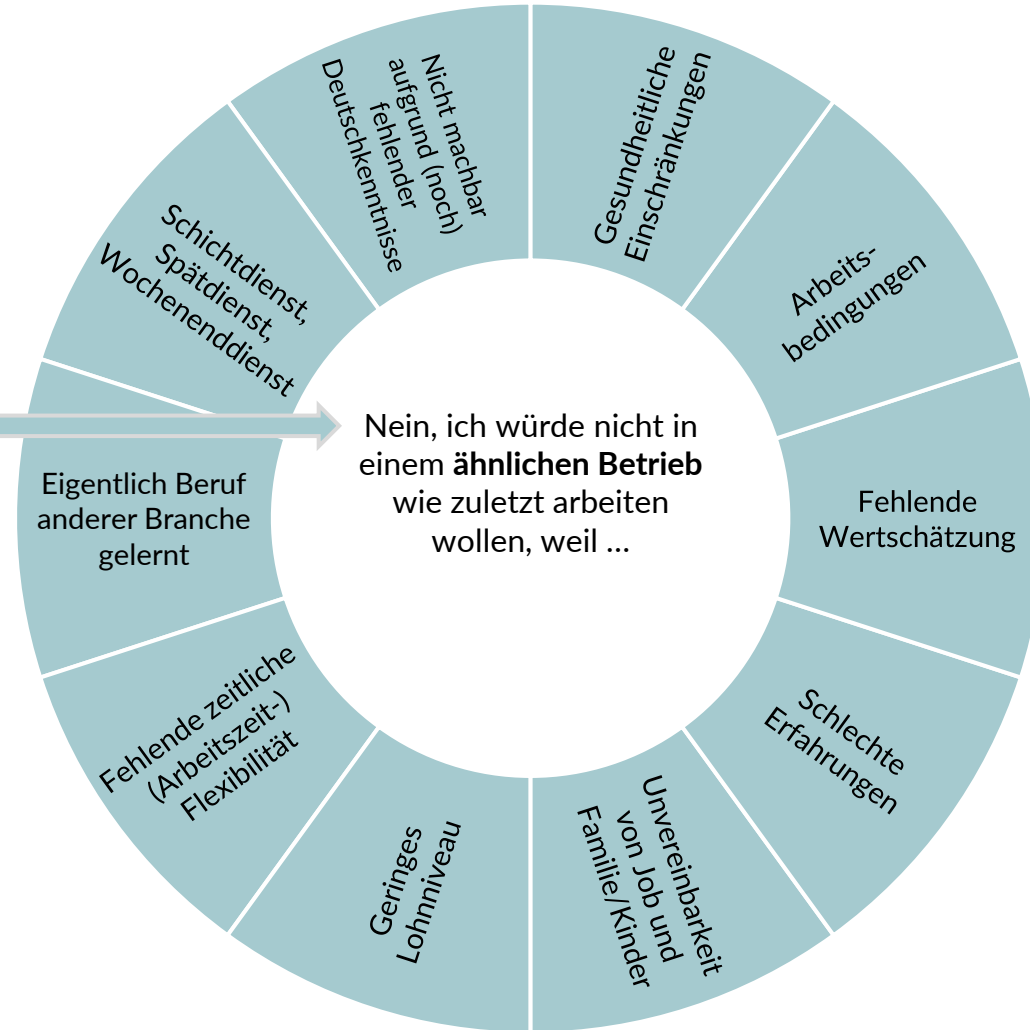 Nein, ich würde nicht in
einem ähnlichen Betrieb
wie zuletzt arbeiten
wollen, weil ...
Gesundheitliche
Einschränkungen
Arbeits-
bedingungen
Fehlende
Wertschätzung
Schlechte
Erfahrungen
Unvereinbarkeit
von Job und
Familie/Kinder
Geringes
Lohnniveau
Fehlende zeitliche
(Arbeitszeit-)
Flexibilität
Eigentlich Beruf
anderer Branche
gelernt
Schichtdienst,
Spätdienst,
Wochenenddienst
Nicht machbar
aufgrund (noch)
fehlender
Deutschkenntnisse